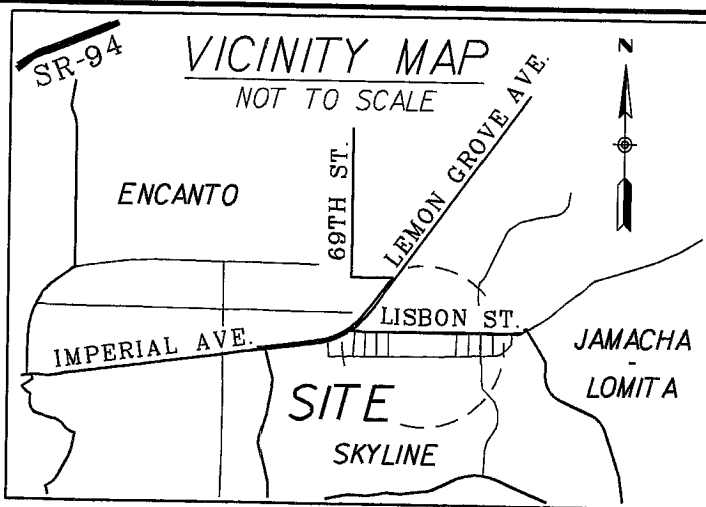 VICINITY MAP
NOT TO SCALE
SR-94
N
ENCANTO
69TH ST.
LEMON GROVE AVE.
LISBON ST.
IMPERIAL AVE.
JAMACHA
-
LOMITA
SITE
SKYLINE